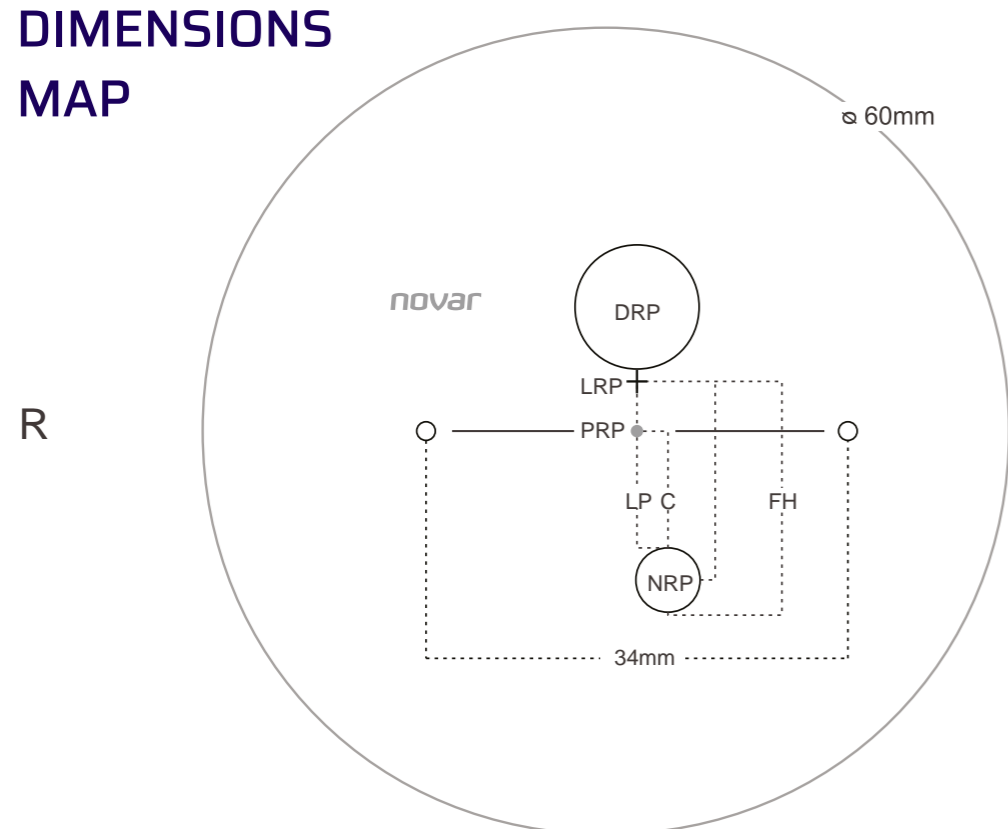 DIMENSIONS
MAP
⌀ 60mm
novar
DRP
LRP
R
PRP
LP C
FH
NRP
34mm